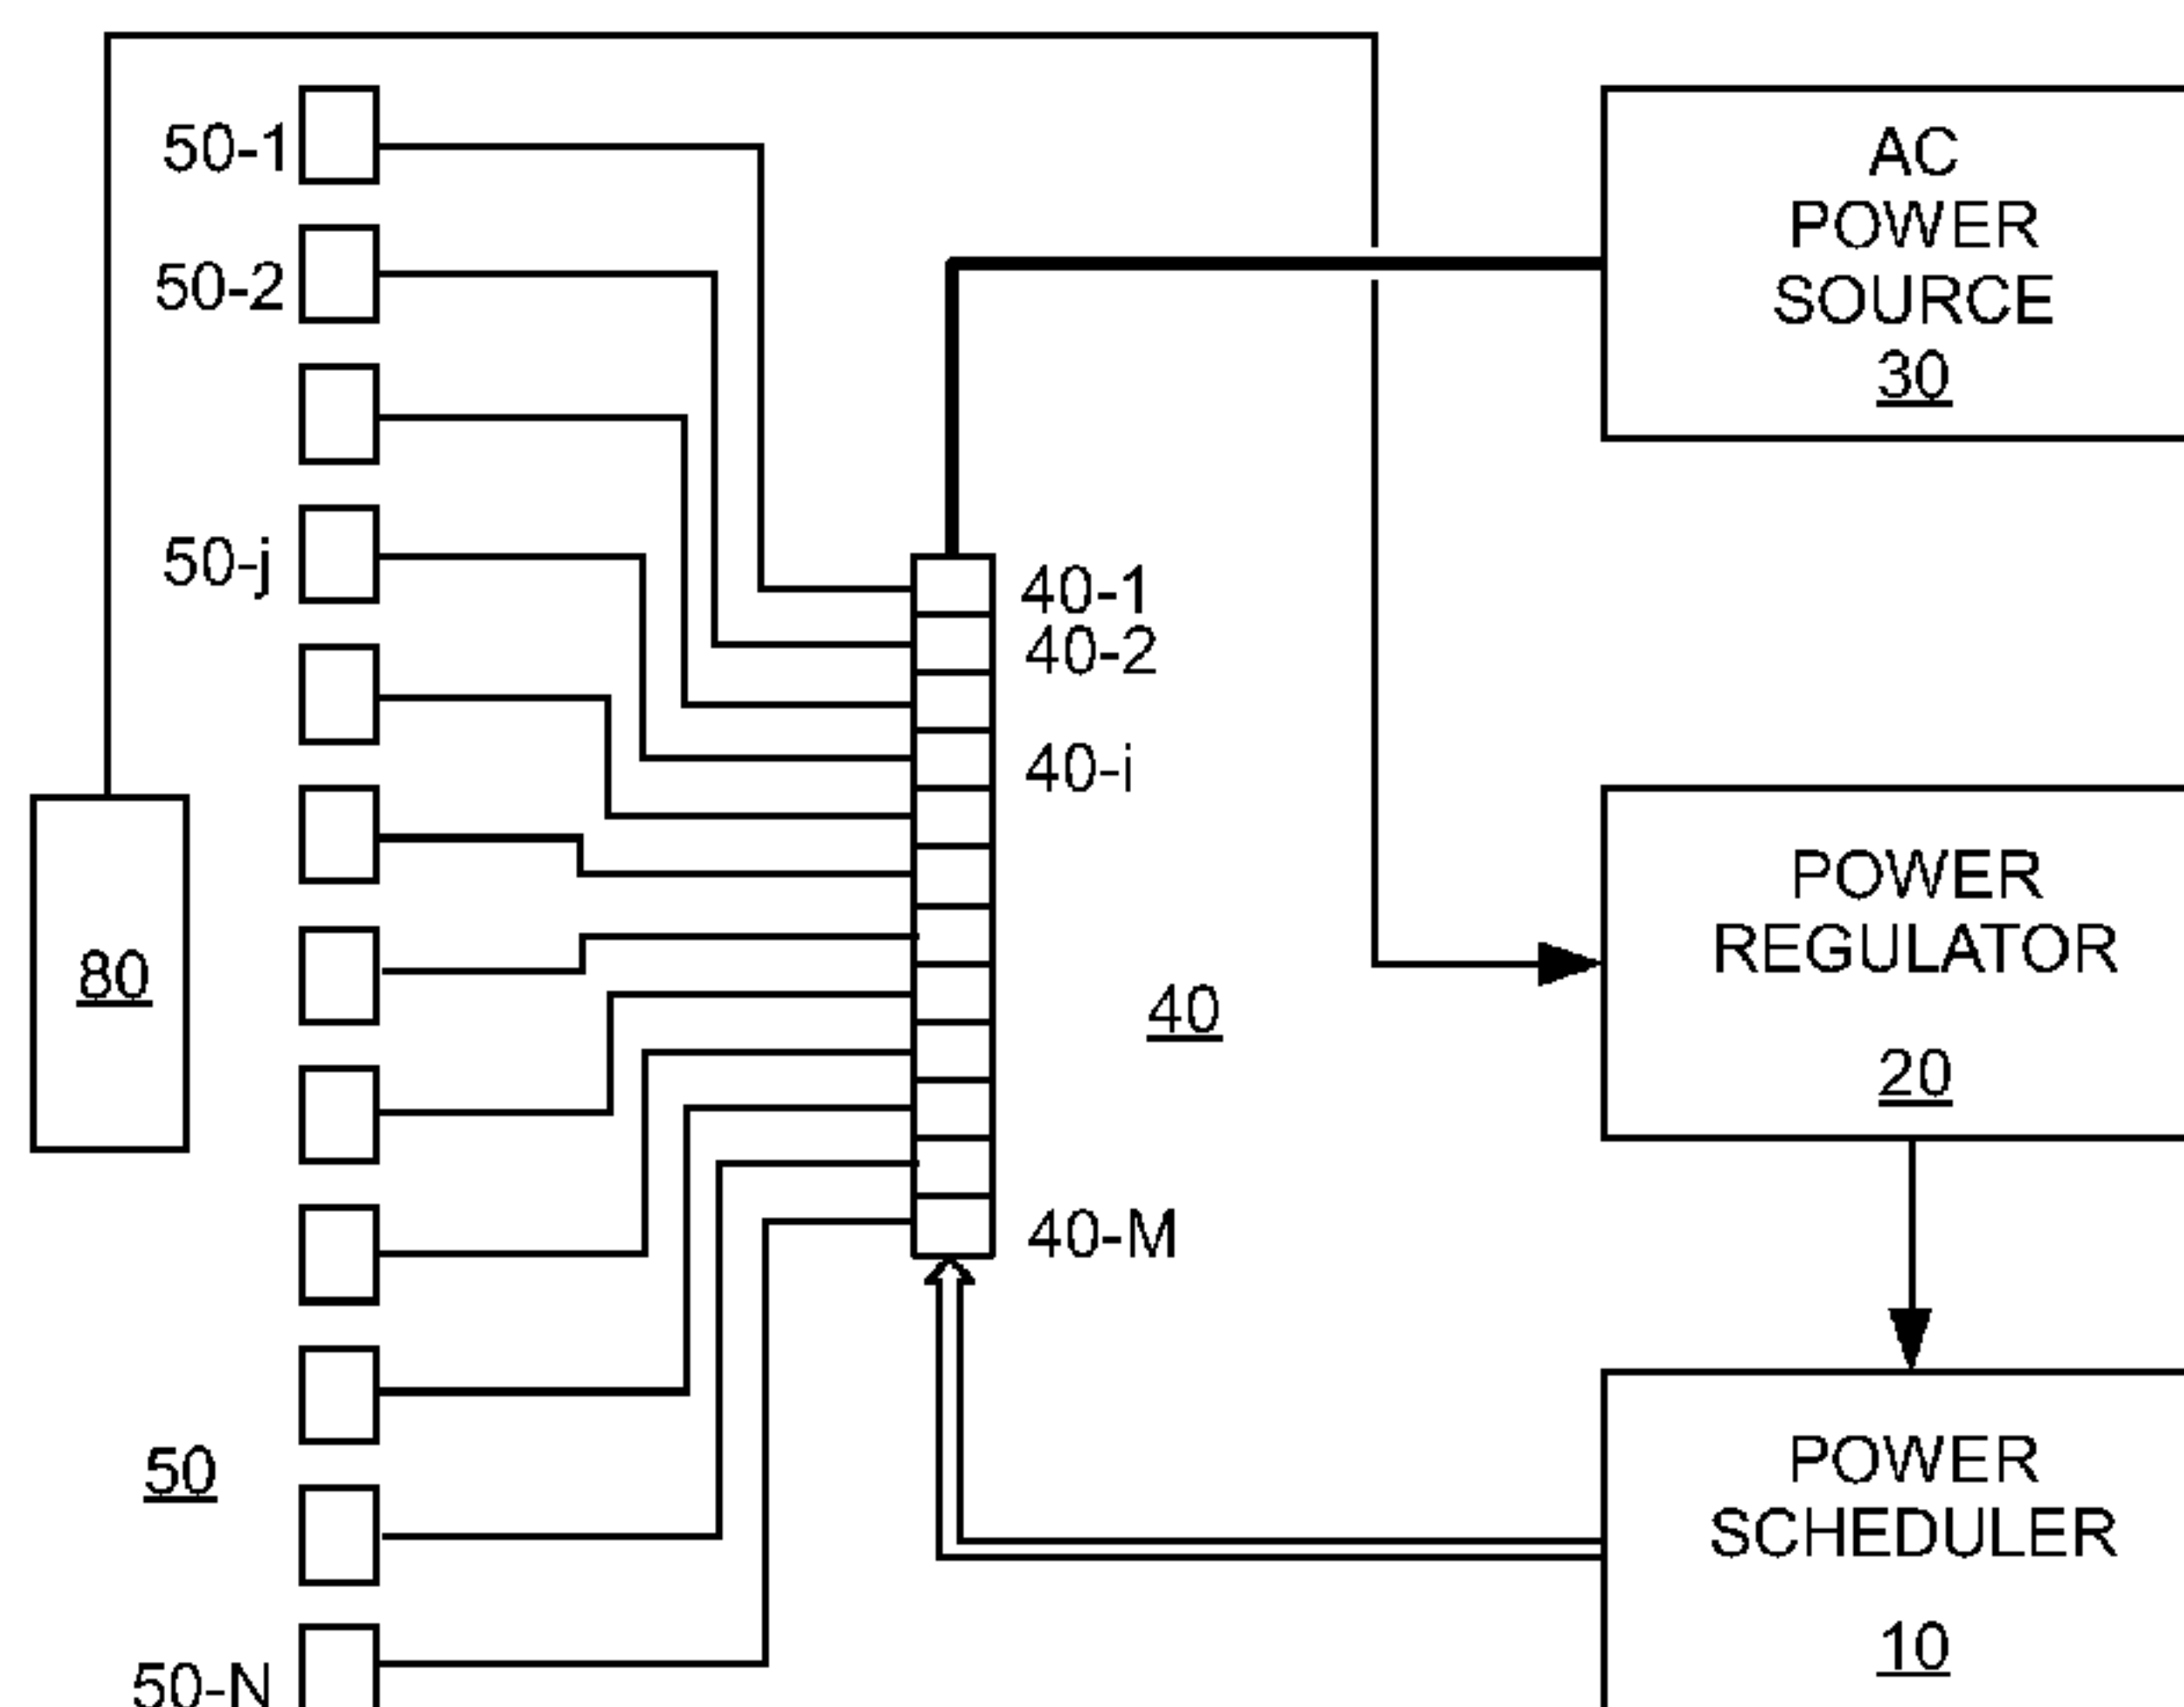 50-1
50-2
50-j
80
50
50-N
40-1
40-2
40-i
40
40-M
AC
POWER
SOURCE
30
POWER
REGULATOR
20
POWER
SCHEDULER
10